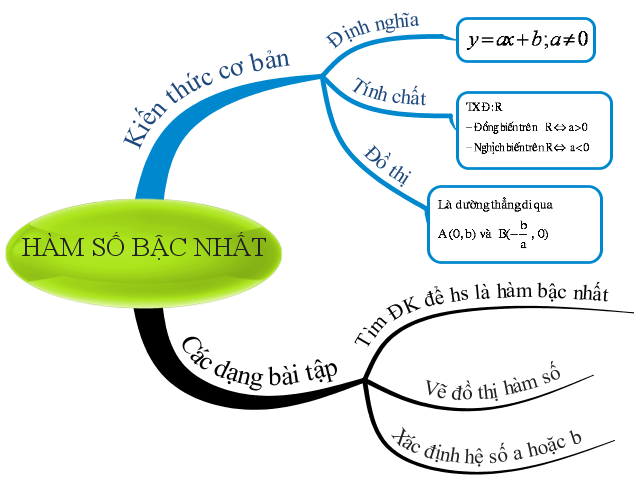 HÀM SỐ BẬC NHẤT
Kiến thức cơ bản
Định nghĩa
y=ax+b;a≠0
Tính chất
TXĐ:R
–Đồng biến trên R⇔a>0
–Nghịch biến trên R⇔a<0
Đồ thị
Là dường thẳng di qua
A(0,b) và B(-b/a, 0)
Các dạng bài tập
Tìm ĐK để hs là hàm bậc nhất
Vẽ đồ thị hàm số
Xác định hệ số a hoặc b